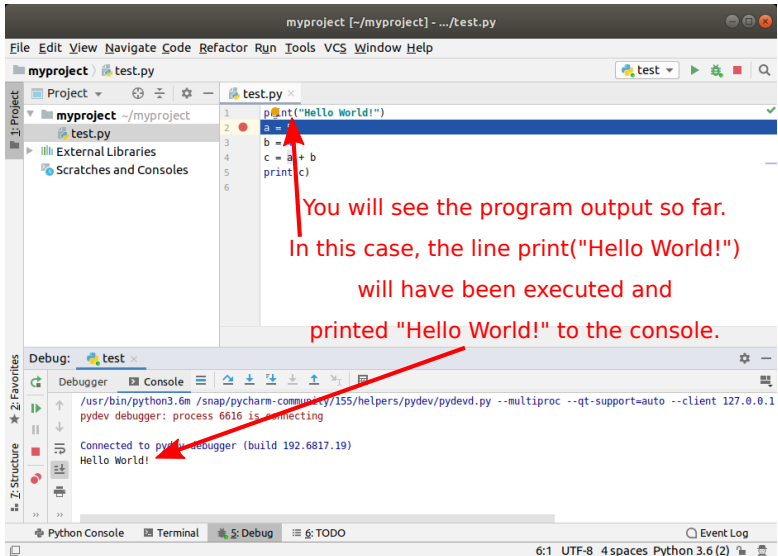 myproject [~/myproject] - .../test.py
File Edit View Navigate Code Refactor Run Tools VCS Window Help
myproject test.py test
1: Project
Project
test.py
myproject ~/myproject
test.py
External Libraries
Scratches and Consoles
1 ("Hello World!")
2 a =
3 b =
4 c = a + b
5 print(c)
6
You will see the program output so far.
In this case, the line print("Hello World!")
will have been executed and
printed "Hello World!" to the console.
2: Favorites
Z: Structure
Debug: test
Debugger Console
/usr/bin/python3.6m /snap/pycharm-community/155/helpers/pydev/pydevd.py --multiproc --qt-support=auto --client 127.0.0.1
pydev debugger: process 6616 is connecting
Connected to pydev debugger (build 192.6817.19)
Hello World!
Python Console Terminal 5: Debug 6: TODO Event Log
6:1 UTF-8 4 spaces Python 3.6 (2)